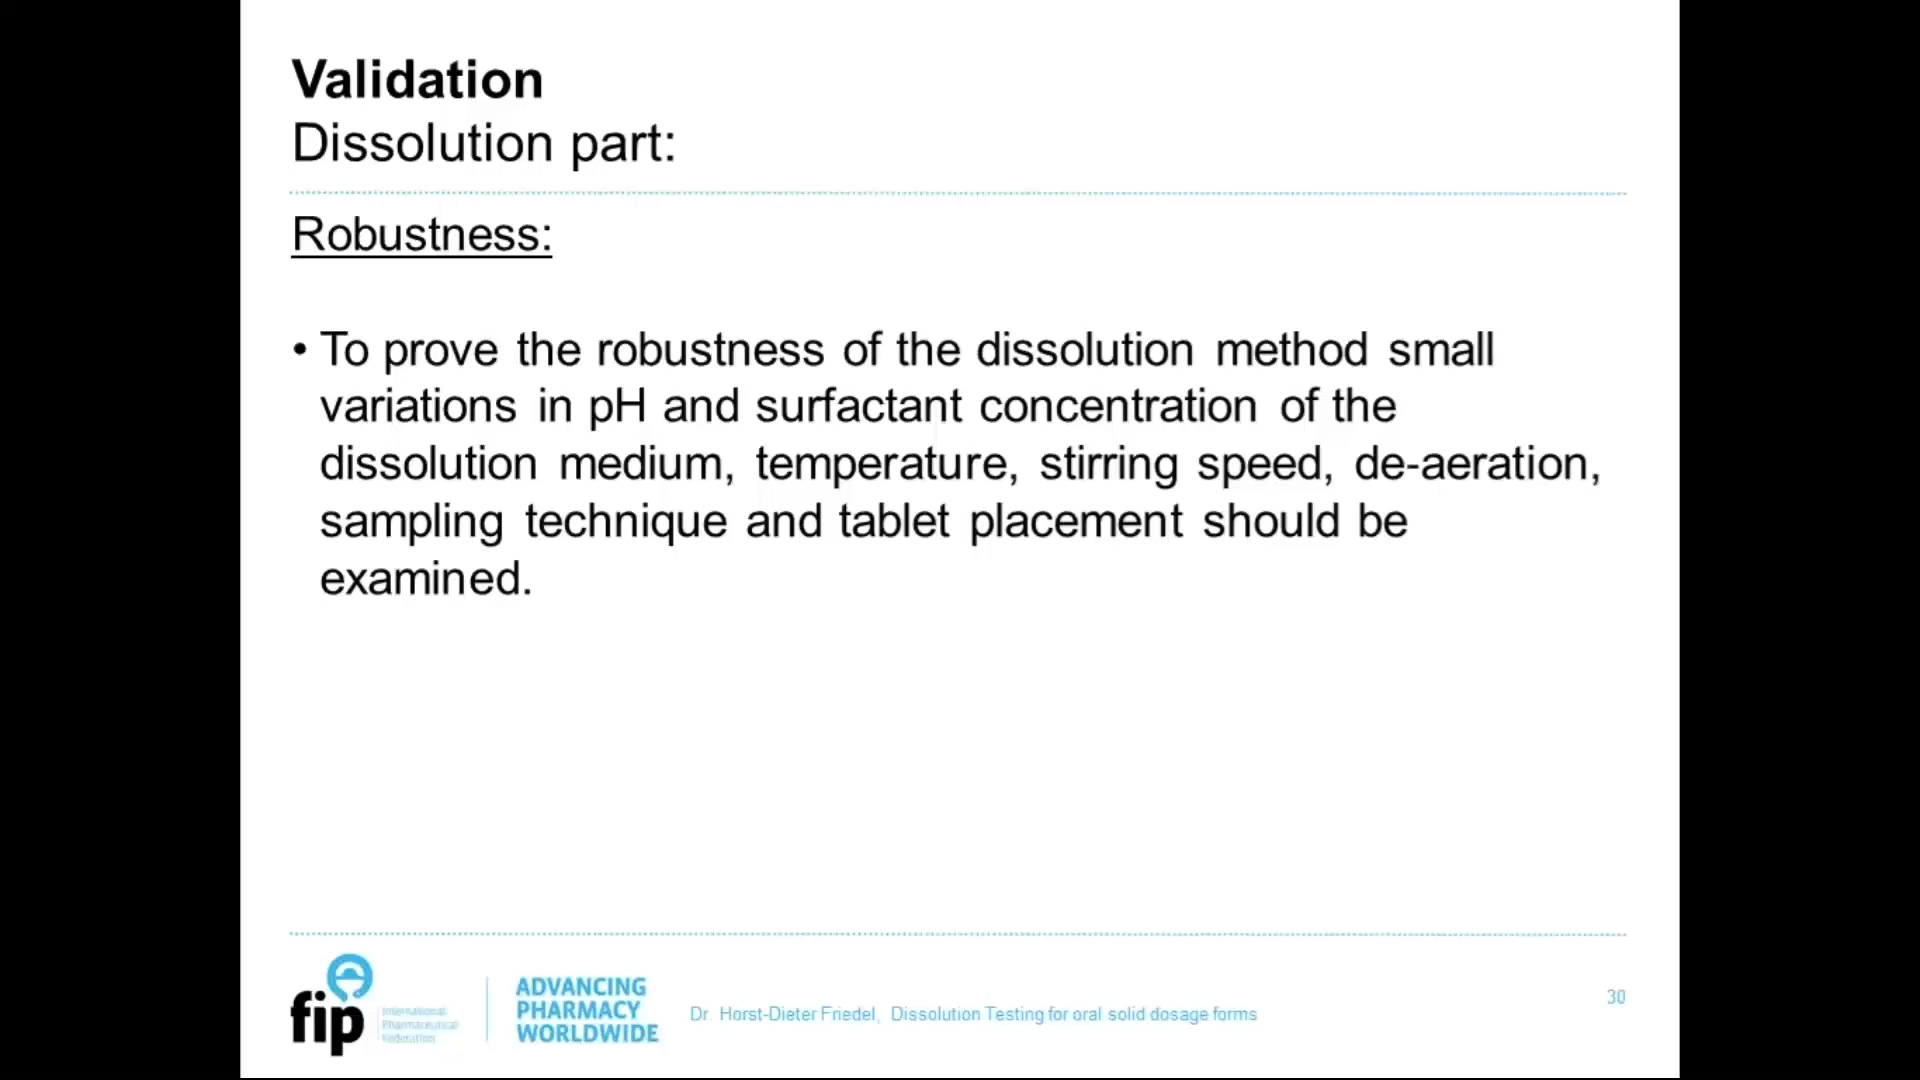 Validation
Dissolution part:
Robustness:
• To prove the robustness of the dissolution method small
variations in pH and surfactant concentration of the
dissolution medium, temperature, stirring speed, de-aeration,
sampling technique and tablet placement should be
examined.
fip
International
Pharmaceutical
Federation
ADVANCING
PHARMACY
WORLDWIDE
Dr. Horst-Dieter Friedel, Dissolution Testing for oral solid dosage forms
30